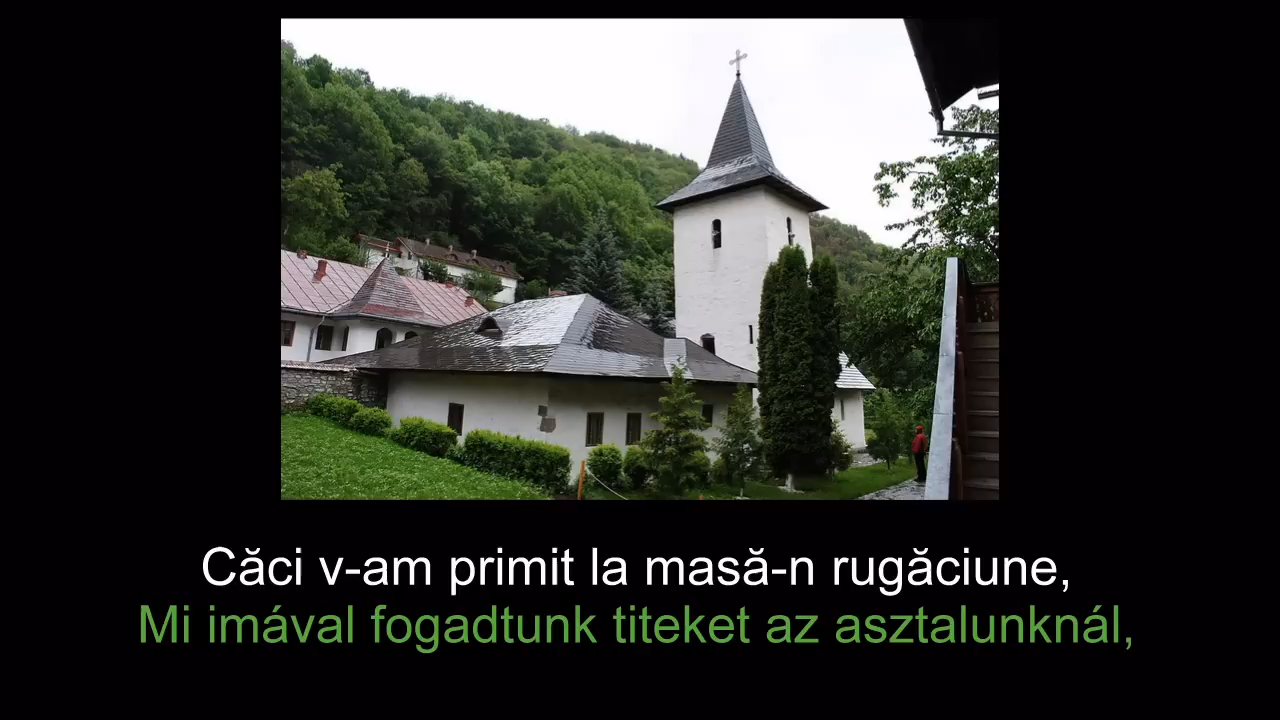 Căci v-am primit la masă-n rugăciune,
Mi imával fogadtunk titeket az asztalunknál,